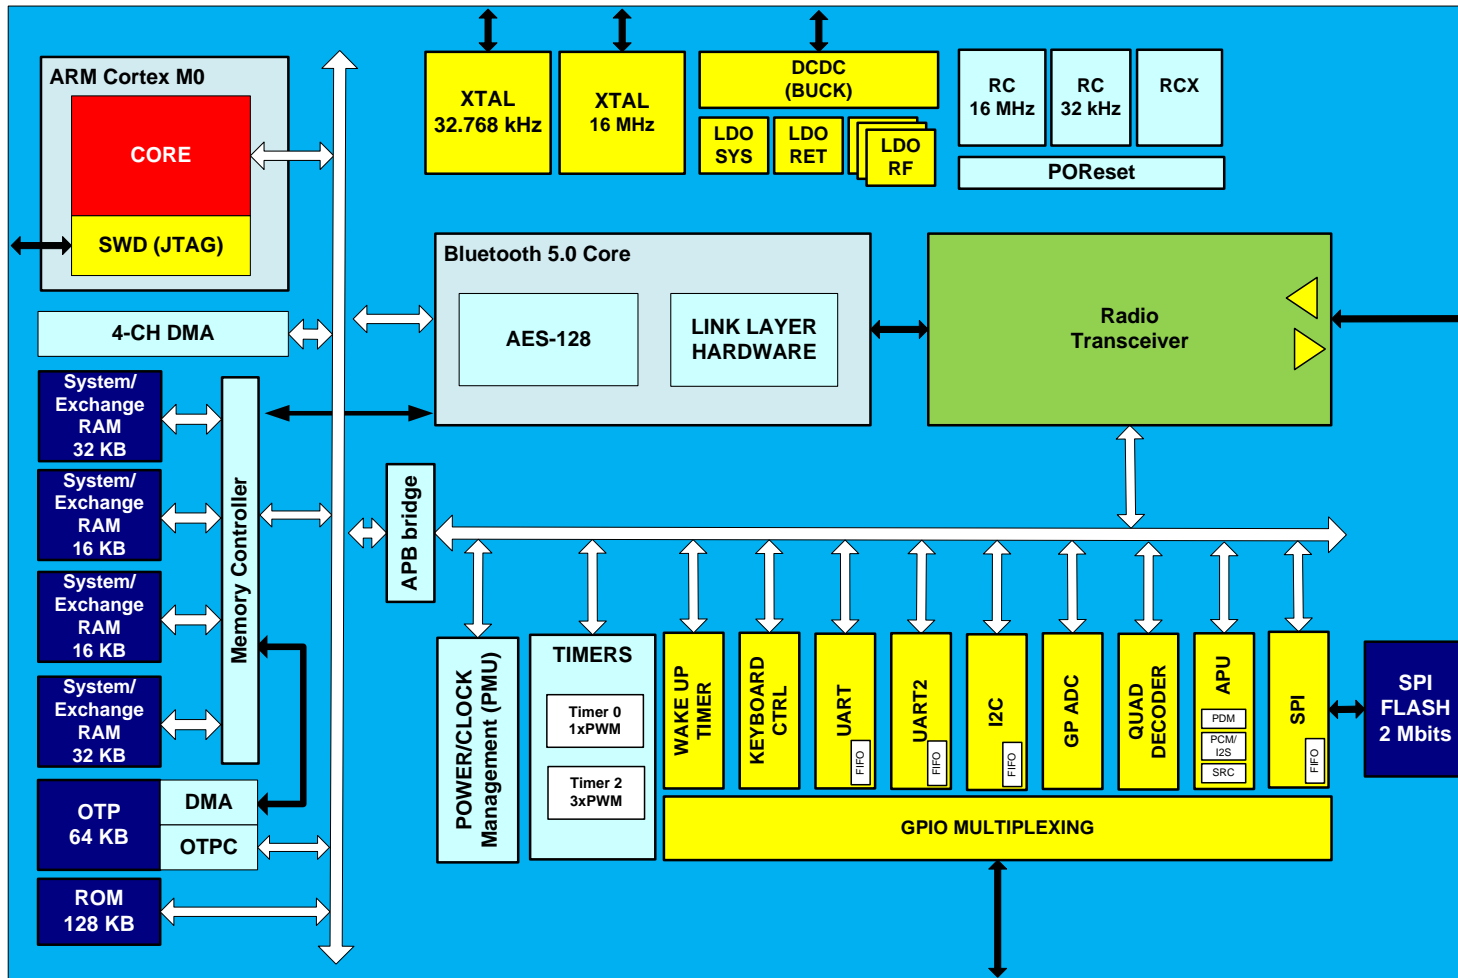 ARM Cortex M0
CORE
SWD (JTAG)
XTAL
32.768 kHz
XTAL
16 MHz
DCDC
(BUCK)
LDO
SYS
LDO
RET
LDO
RF
RC
16 MHz
RC
32 kHz
RCX
POReset
4-CH DMA
Bluetooth 5.0 Core
AES-128
LINK LAYER
HARDWARE
Radio
Transceiver
System/
Exchange
RAM
32 KB
System/
Exchange
RAM
16 KB
System/
Exchange
RAM
16 KB
System/
Exchange
RAM
32 KB
Memory Controller
APB bridge
OTP
64 KB
DMA
OTPC
ROM
128 KB
POWER/CLOCK
Management (PMU)
TIMERS
Timer 0
1xPWM
Timer 2
3xPWM
WAKE UP
TIMER
KEYBOARD
CTRL
UART
FIFO
UART2
FIFO
I2C
FIFO
GP ADC
QUAD
DECODER
APU
PDM
PCM/
I2S
SRC
SPI
FIFO
SPI
FLASH
2 Mbits
GPIO MULTIPLEXING